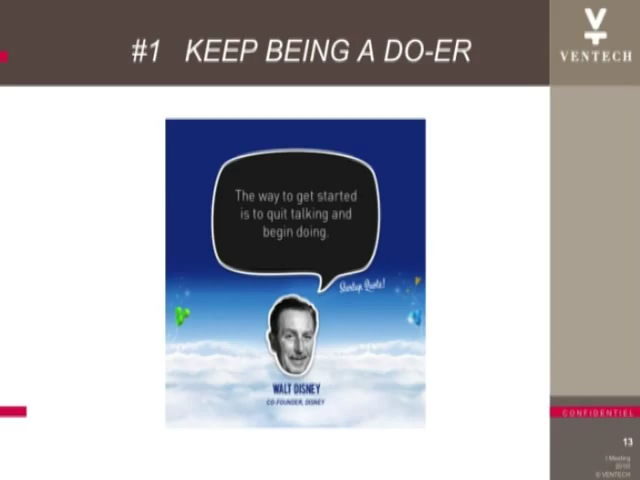 #1 KEEP BEING A DO-ER
VENTECH
The way to get started
is to quit talking and
begin doing.
Startup Quote!
WALT DISNEY
CO-FOUNDER, DISNEY
CONFIDENTIEL
13
© VENTECH